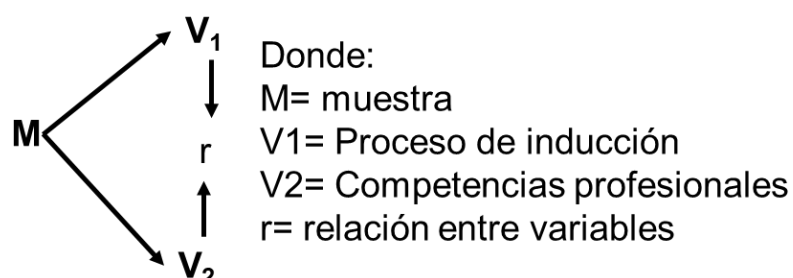 V₁
Donde:
M= muestra
M
r
V1= Proceso de inducción
V2= Competencias profesionales
r= relación entre variables
V₂